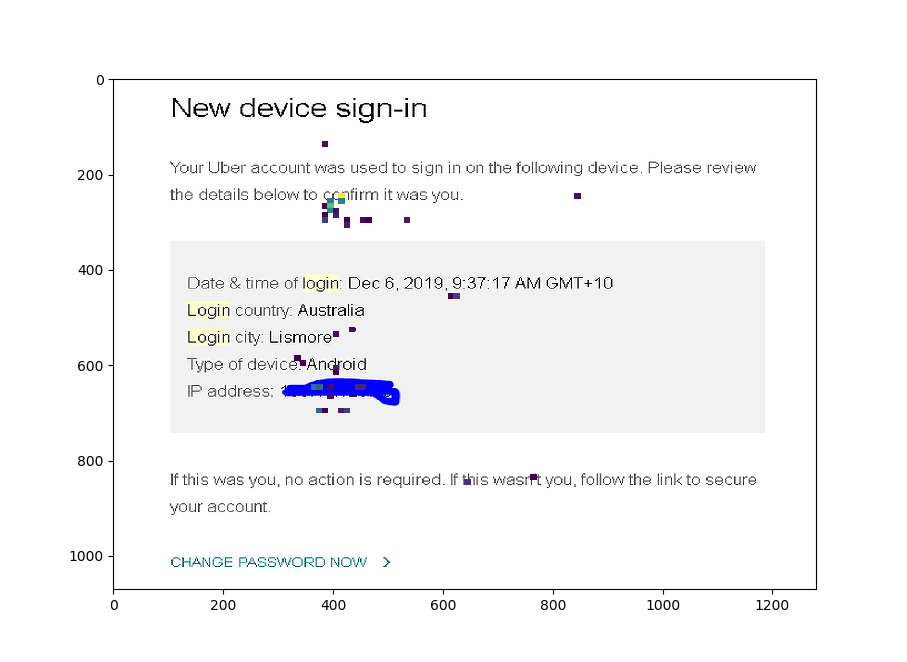 New device sign-in
Your Uber account was used to sign in on the following device. Please review
the details below to confirm it was you.
Date & time of login: Dec 6, 2019, 9:37:17 AM GMT+10
Login country: Australia
Login city: Lismore
Type of device: Android
IP address:
If this was you, no action is required. If this wasn't you, follow the link to secure
your account.
CHANGE PASSWORD NOW >
0
200
400
600
800
1000
0 200 400 600 800 1000 1200